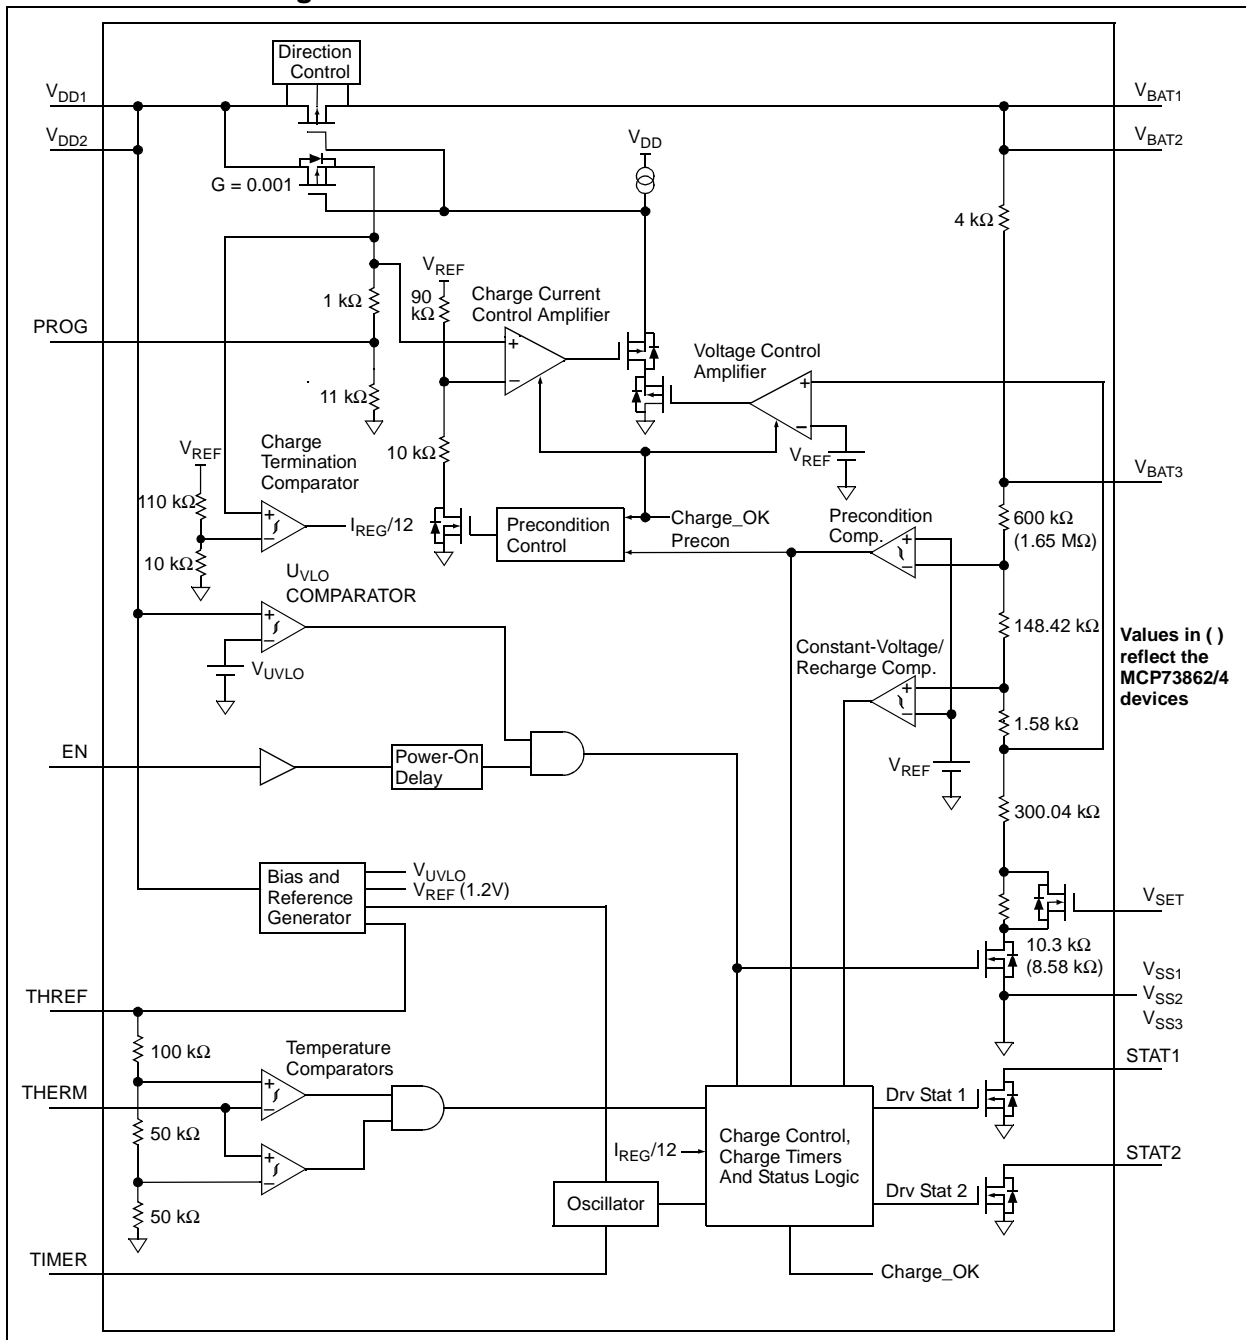 g
Direction
Control
VDD1
VBAT1
VDD2
VBAT2
VDD
G = 0.001
4 kΩ
VREF
1 kΩ
90
kΩ
Charge Current
Control Amplifier
PROG
Voltage Control
Amplifier
11 kΩ
+
−
+
−
VREF
Charge
Termination
Comparator
10 kΩ
VREF
VBAT3
110 kΩ
+
−
IREG/12
Precondition
Control
Charge_OK
Precon
Precondition
Comp.
+
−
600 kΩ
(1.65 MΩ)
10 kΩ
UVLO
COMPARATOR
+
−
148.42 kΩ
Values in ( )
reflect the
MCP73862/4
devices
VUVLO
Constant-Voltage/
Recharge Comp.
+
−
1.58 kΩ
EN
Power-On
Delay
VREF
300.04 kΩ
Bias and
Reference
Generator
VUVLO
VREF (1.2V)
VSET
10.3 kΩ
(8.58 kΩ)
VSS1
VSS2
VSS3
THREF
100 kΩ
Temperature
Comparators
STAT1
THERM
+
−
Drv Stat 1
50 kΩ
+
−
IREG/12
Charge Control,
Charge Timers
And Status Logic
STAT2
50 kΩ
Oscillator
Drv Stat 2
TIMER
Charge_OK